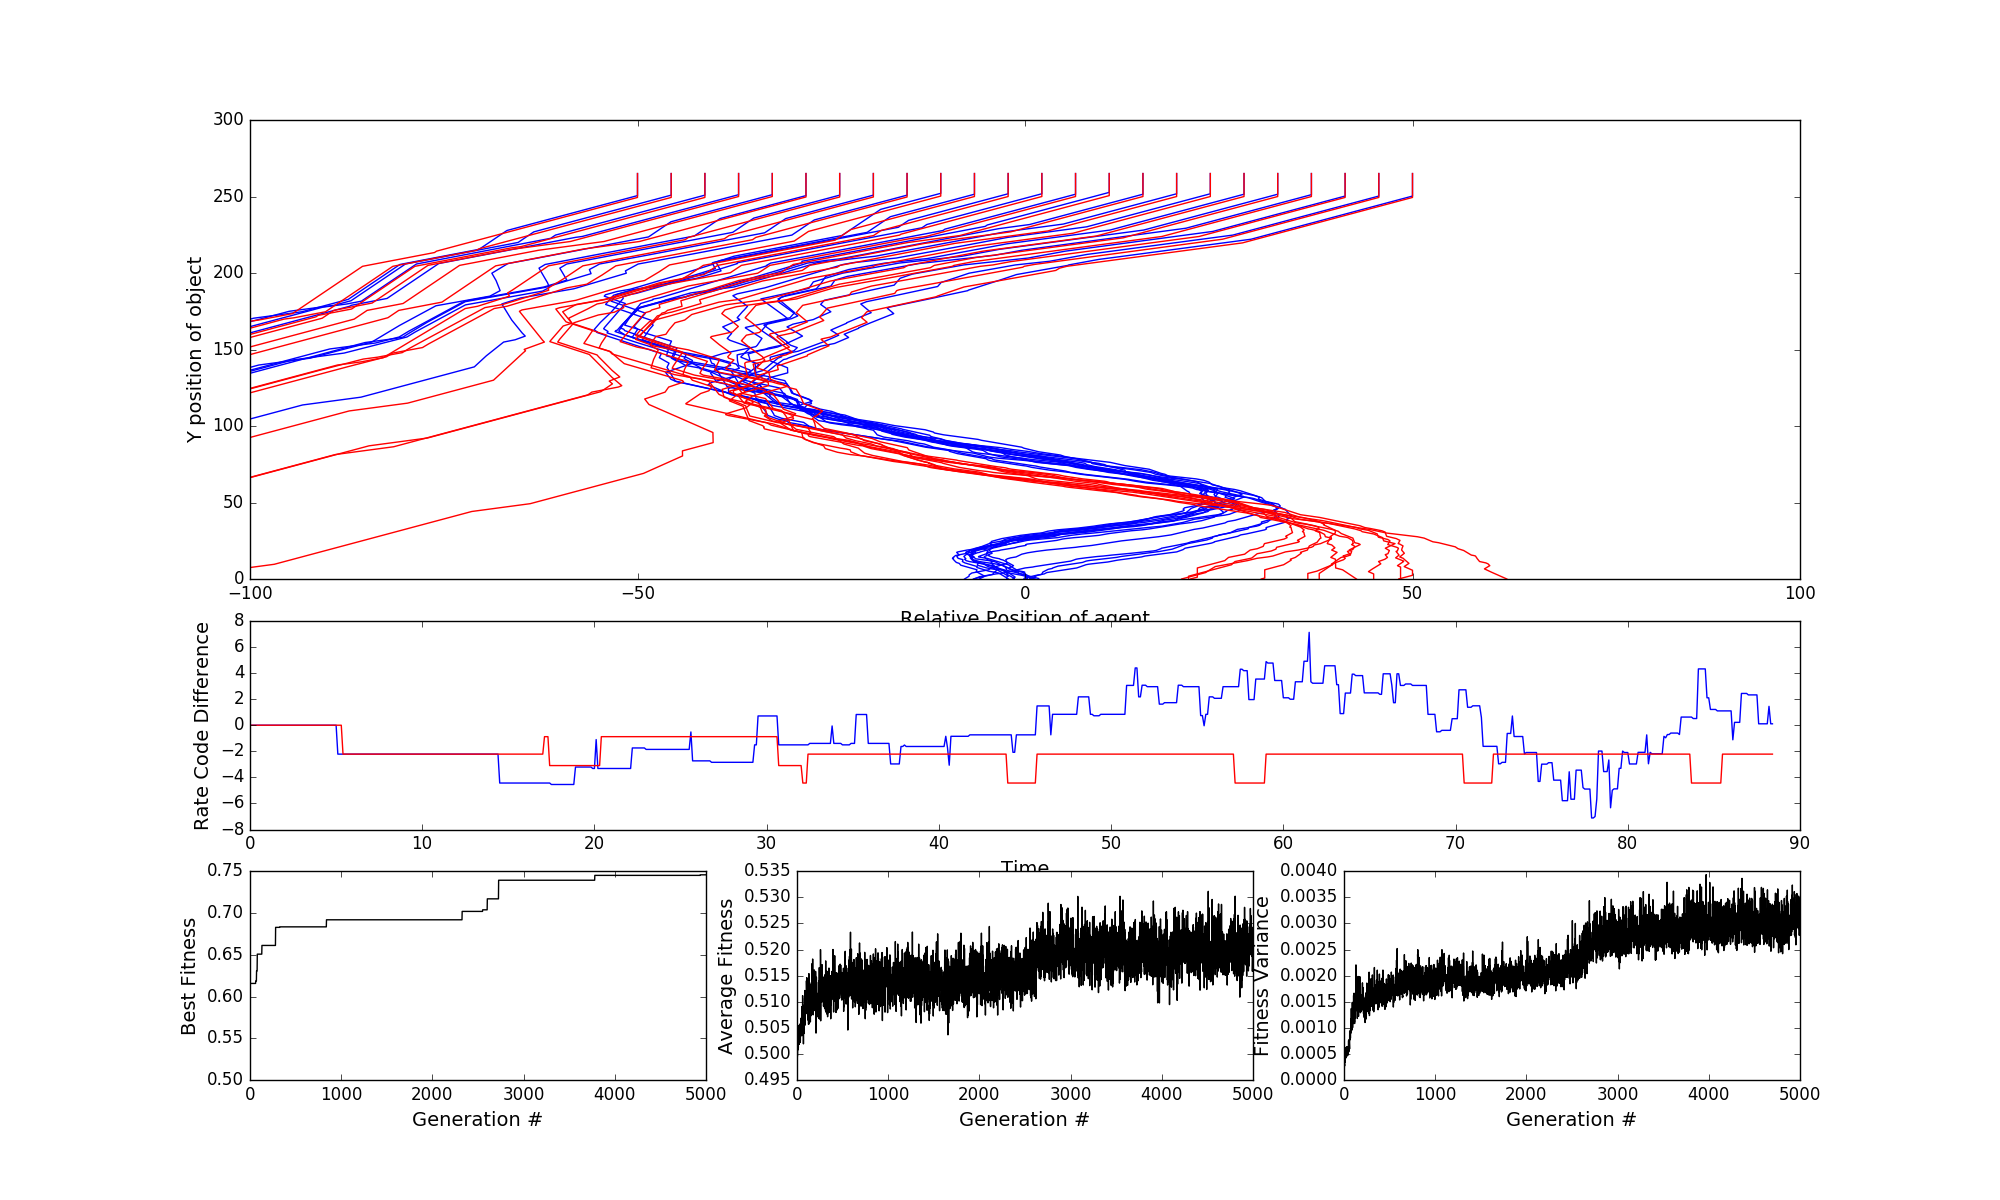 300
250
200
150
100
50
0
Y position of object
−100 −50 0 50 100
Relative Position of agent
8
6
4
2
0
−2
−4
−6
−8
Rate Code Difference
0 10 20 30 40 50 60 70 80 90
Time
0.75
0.70
0.65
0.60
0.55
0.50
Best Fitness
0 1000 2000 3000 4000 5000
Generation #
0.535
0.530
0.525
0.520
0.515
0.510
0.505
0.500
0.495
Average Fitness
0 1000 2000 3000 4000 5000
Generation #
0.0040
0.0035
0.0030
0.0025
0.0020
0.0015
0.0010
0.0005
0.0000
Fitness Variance
0 1000 2000 3000 4000 5000
Generation #